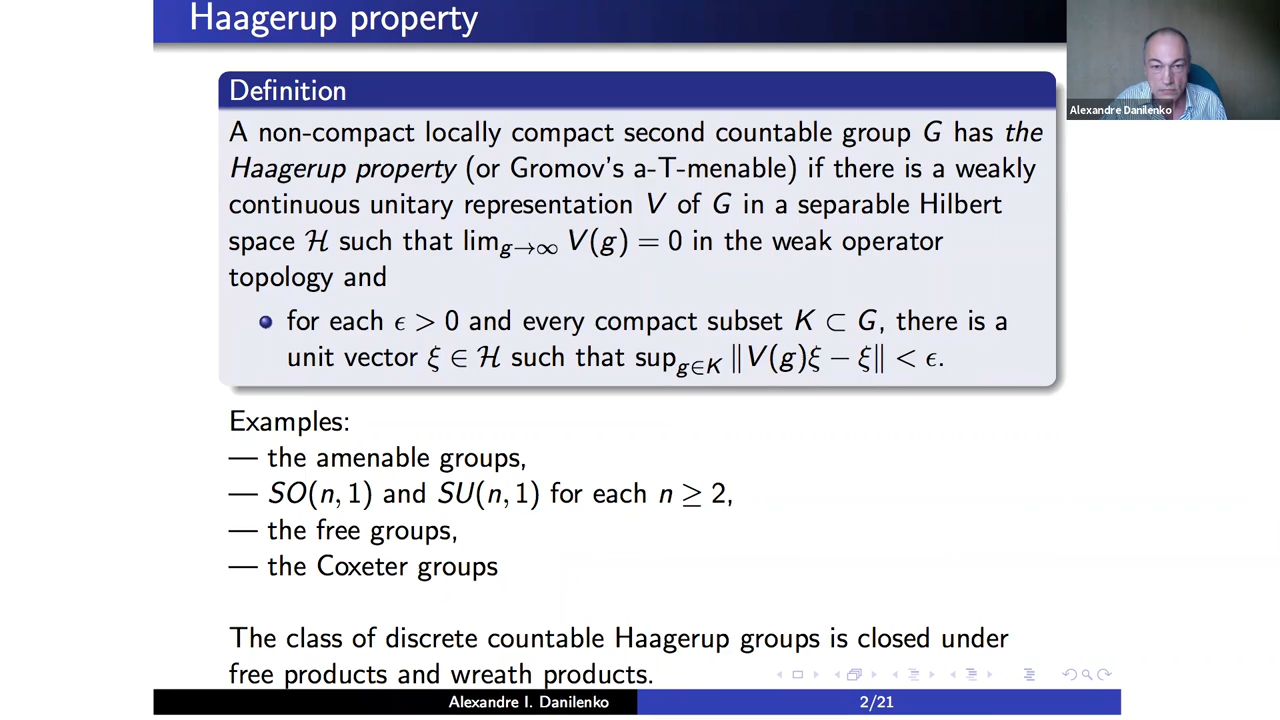 Haagerup property
Alexandre Danilenko
Definition
A non-compact locally compact second countable group G has the
Haagerup property (or Gromov's a-T-menable) if there is a weakly
continuous unitary representation V of G in a separable Hilbert
space ℋ such that lim_{g→∞} V(g) = 0 in the weak operator
topology and
for each ϵ > 0 and every compact subset K ⊂ G, there is a
unit vector ξ ∈ ℋ such that sup_{g∈K} ‖V(g)ξ − ξ‖ < ϵ.
Examples:
— the amenable groups,
— SO(n, 1) and SU(n, 1) for each n ≥ 2,
— the free groups,
— the Coxeter groups
The class of discrete countable Haagerup groups is closed under
free products and wreath products.
Alexandre I. Danilenko
2/21